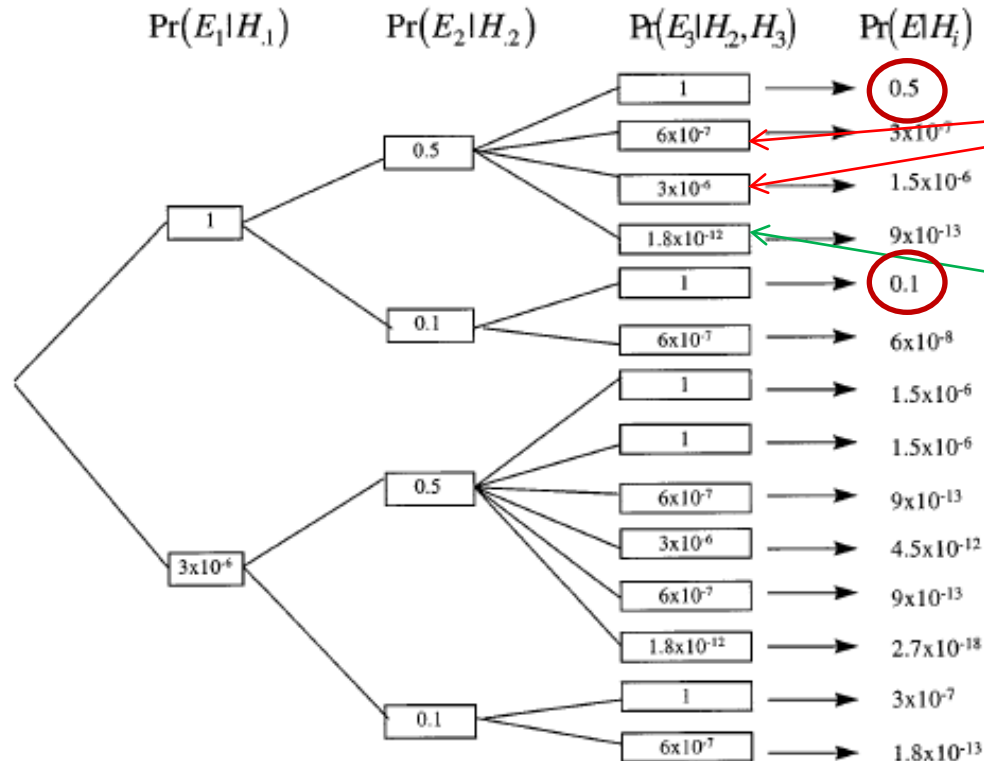 Pr(E₁|H.₁) Pr(E₂|H.₂) Pr(E₃|H.₂, H.₃) Pr(E|Hᵢ)
1 0.5
0.5 6x10⁻⁷ 3x10⁻⁷
3x10⁻⁶ 1.5x10⁻⁶
1 1.8x10⁻¹² 9x10⁻¹³
1 0.1
0.1 6x10⁻⁷ 6x10⁻⁸
1 1.5x10⁻⁶
1 1.5x10⁻⁶
0.5 6x10⁻⁷ 9x10⁻¹³
3x10⁻⁶ 3x10⁻⁶ 4.5x10⁻¹²
6x10⁻⁷ 9x10⁻¹³
1.8x10⁻¹² 2.7x10⁻¹⁸
0.1 1 3x10⁻⁷
6x10⁻⁷ 1.8x10⁻¹³